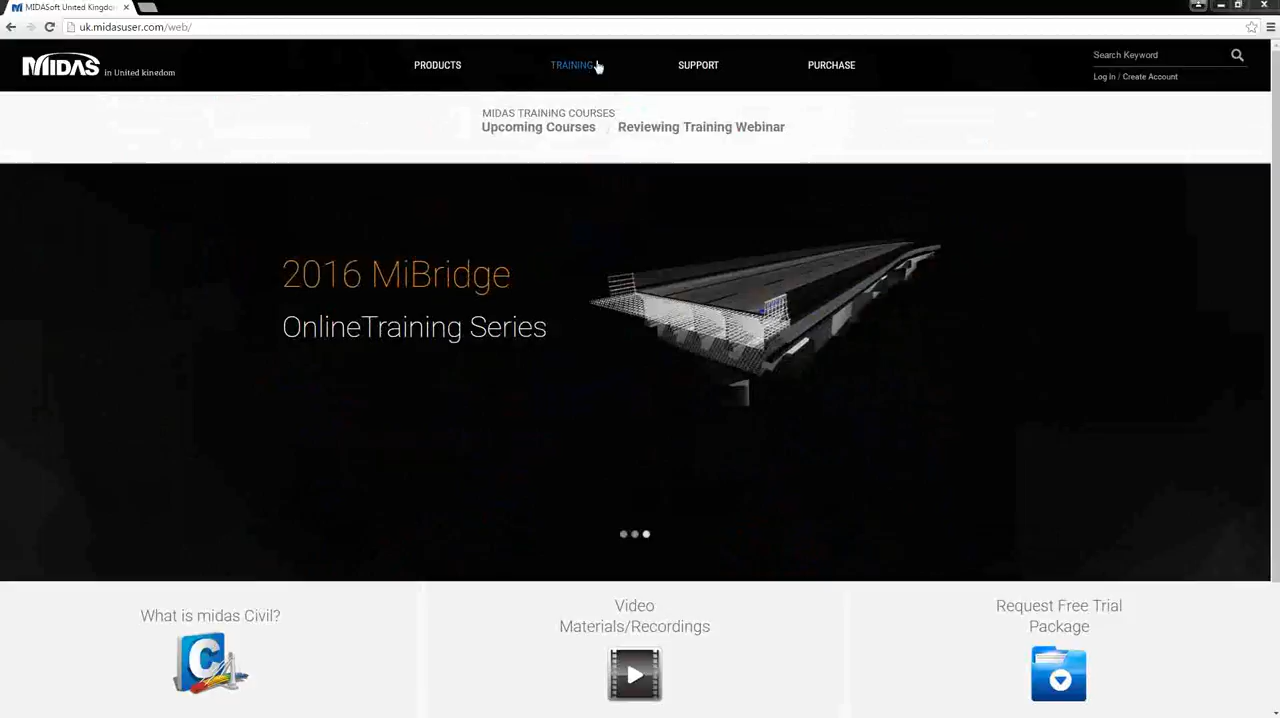 MIDASoft United Kingdo
uk.midasuser.com/web/
MIDAS in United kingdom
PRODUCTS
TRAINING
SUPPORT
PURCHASE
Search Keyword
Log In / Create Account
MIDAS TRAINING COURSES
Upcoming Courses / Reviewing Training Webinar
2016 MiBridge
OnlineTraining Series
What is midas Civil?
Video
Materials/Recordings
Request Free Trial
Package